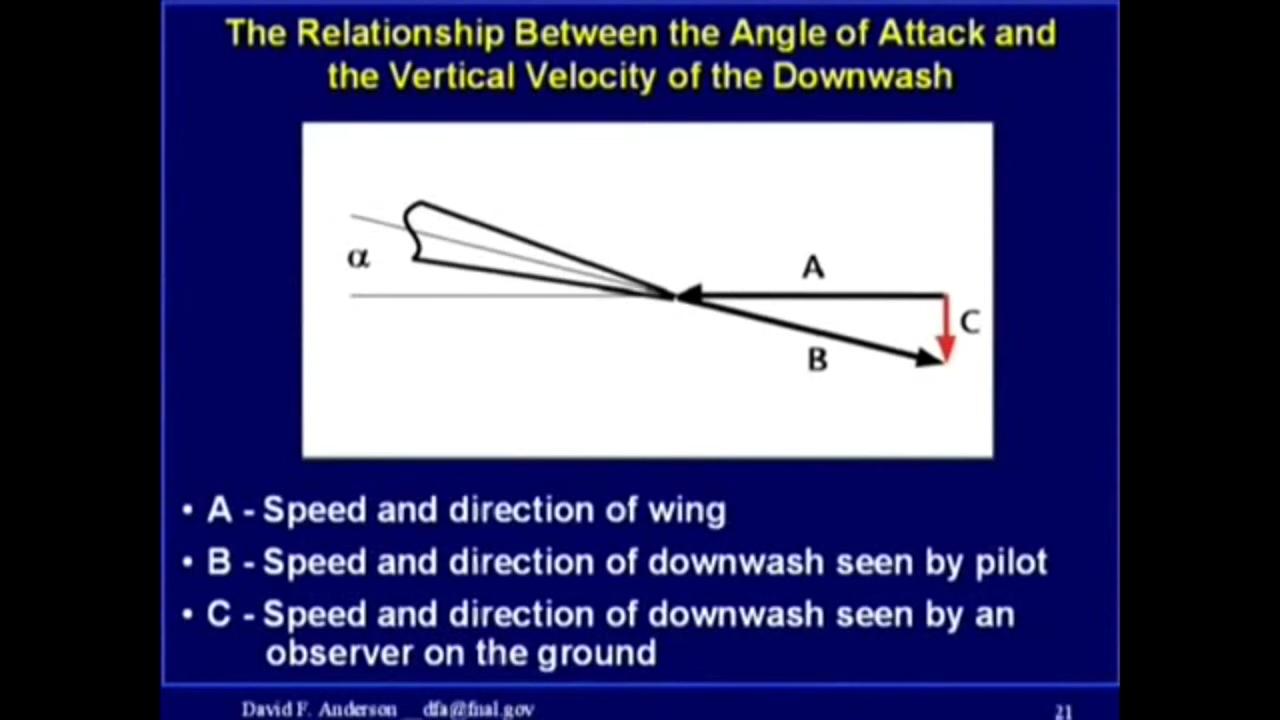 The Relationship Between the Angle of Attack and
the Vertical Velocity of the Downwash
α
A
C
B
• A - Speed and direction of wing
• B - Speed and direction of downwash seen by pilot
• C - Speed and direction of downwash seen by an
observer on the ground
David F. Anderson __dfa@fnal.gov
21